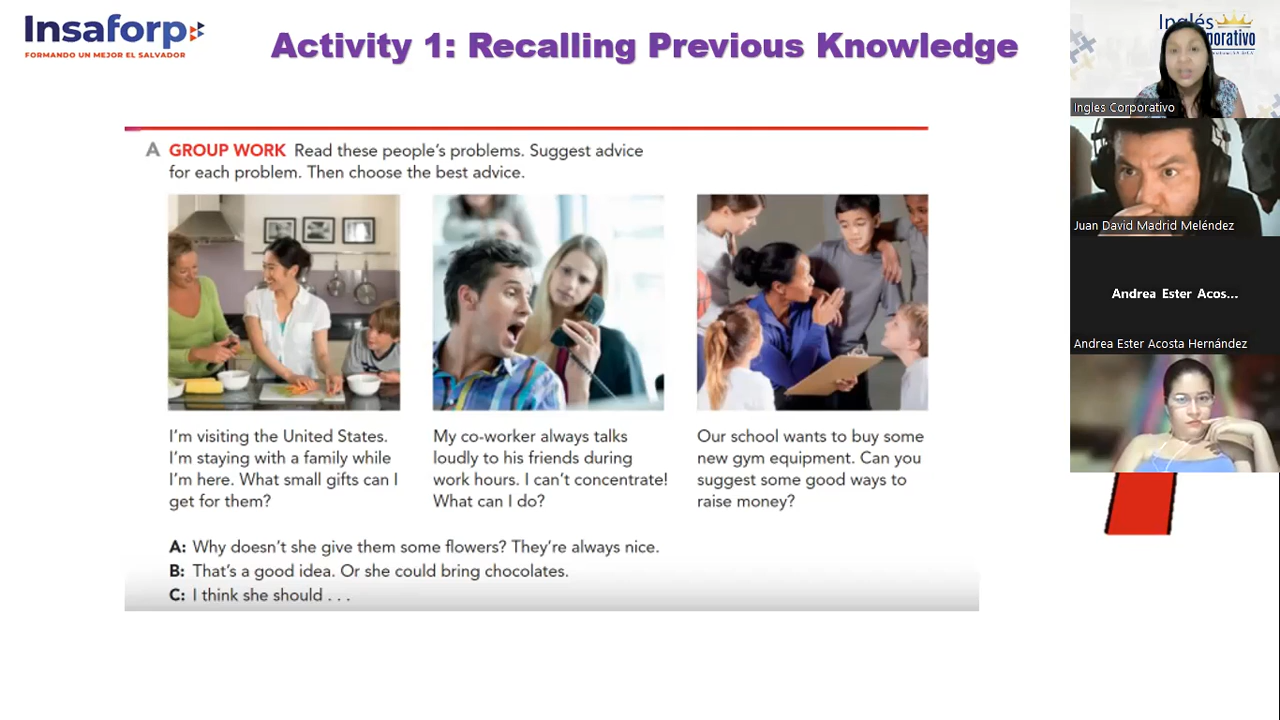 Insaforp
FORMANDO UN MEJOR EL SALVADOR
Activity 1: Recalling Previous Knowledge
A GROUP WORK Read these people's problems. Suggest advice
for each problem. Then choose the best advice.
I'm visiting the United States.
I'm staying with a family while
I'm here. What small gifts can I
get for them?
My co-worker always talks
loudly to his friends during
work hours. I can't concentrate!
What can I do?
Our school wants to buy some
new gym equipment. Can you
suggest some good ways to
raise money?
A: Why doesn't she give them some flowers? They're always nice.
B: That's a good idea. Or she could bring chocolates.
C: I think she should . . .
Inglés
Ingles Corporativo
Juan David Madrid Meléndez
Andrea Ester Acos...
Andrea Ester Acosta Hernández